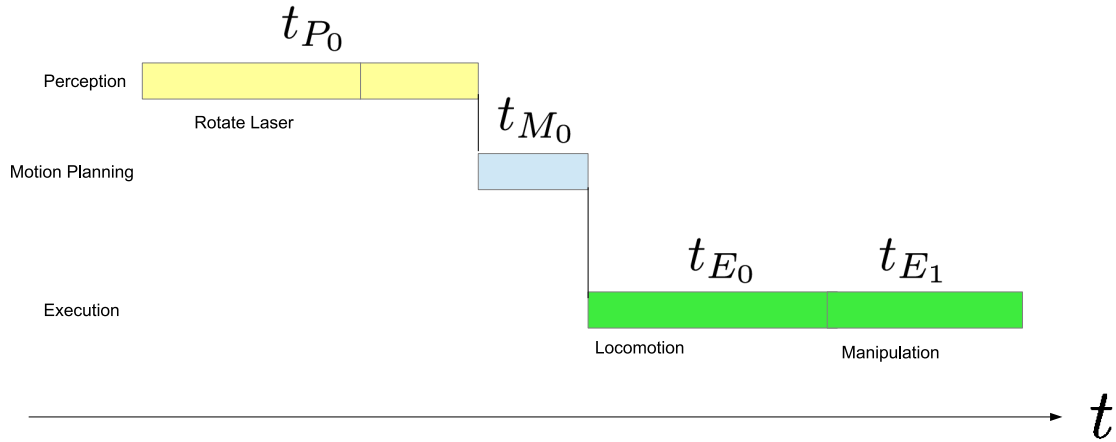 t_{P_0}
Perception
Rotate Laser
t_{M_0}
Motion Planning
t_{E_0} t_{E_1}
Execution
Locomotion Manipulation
t